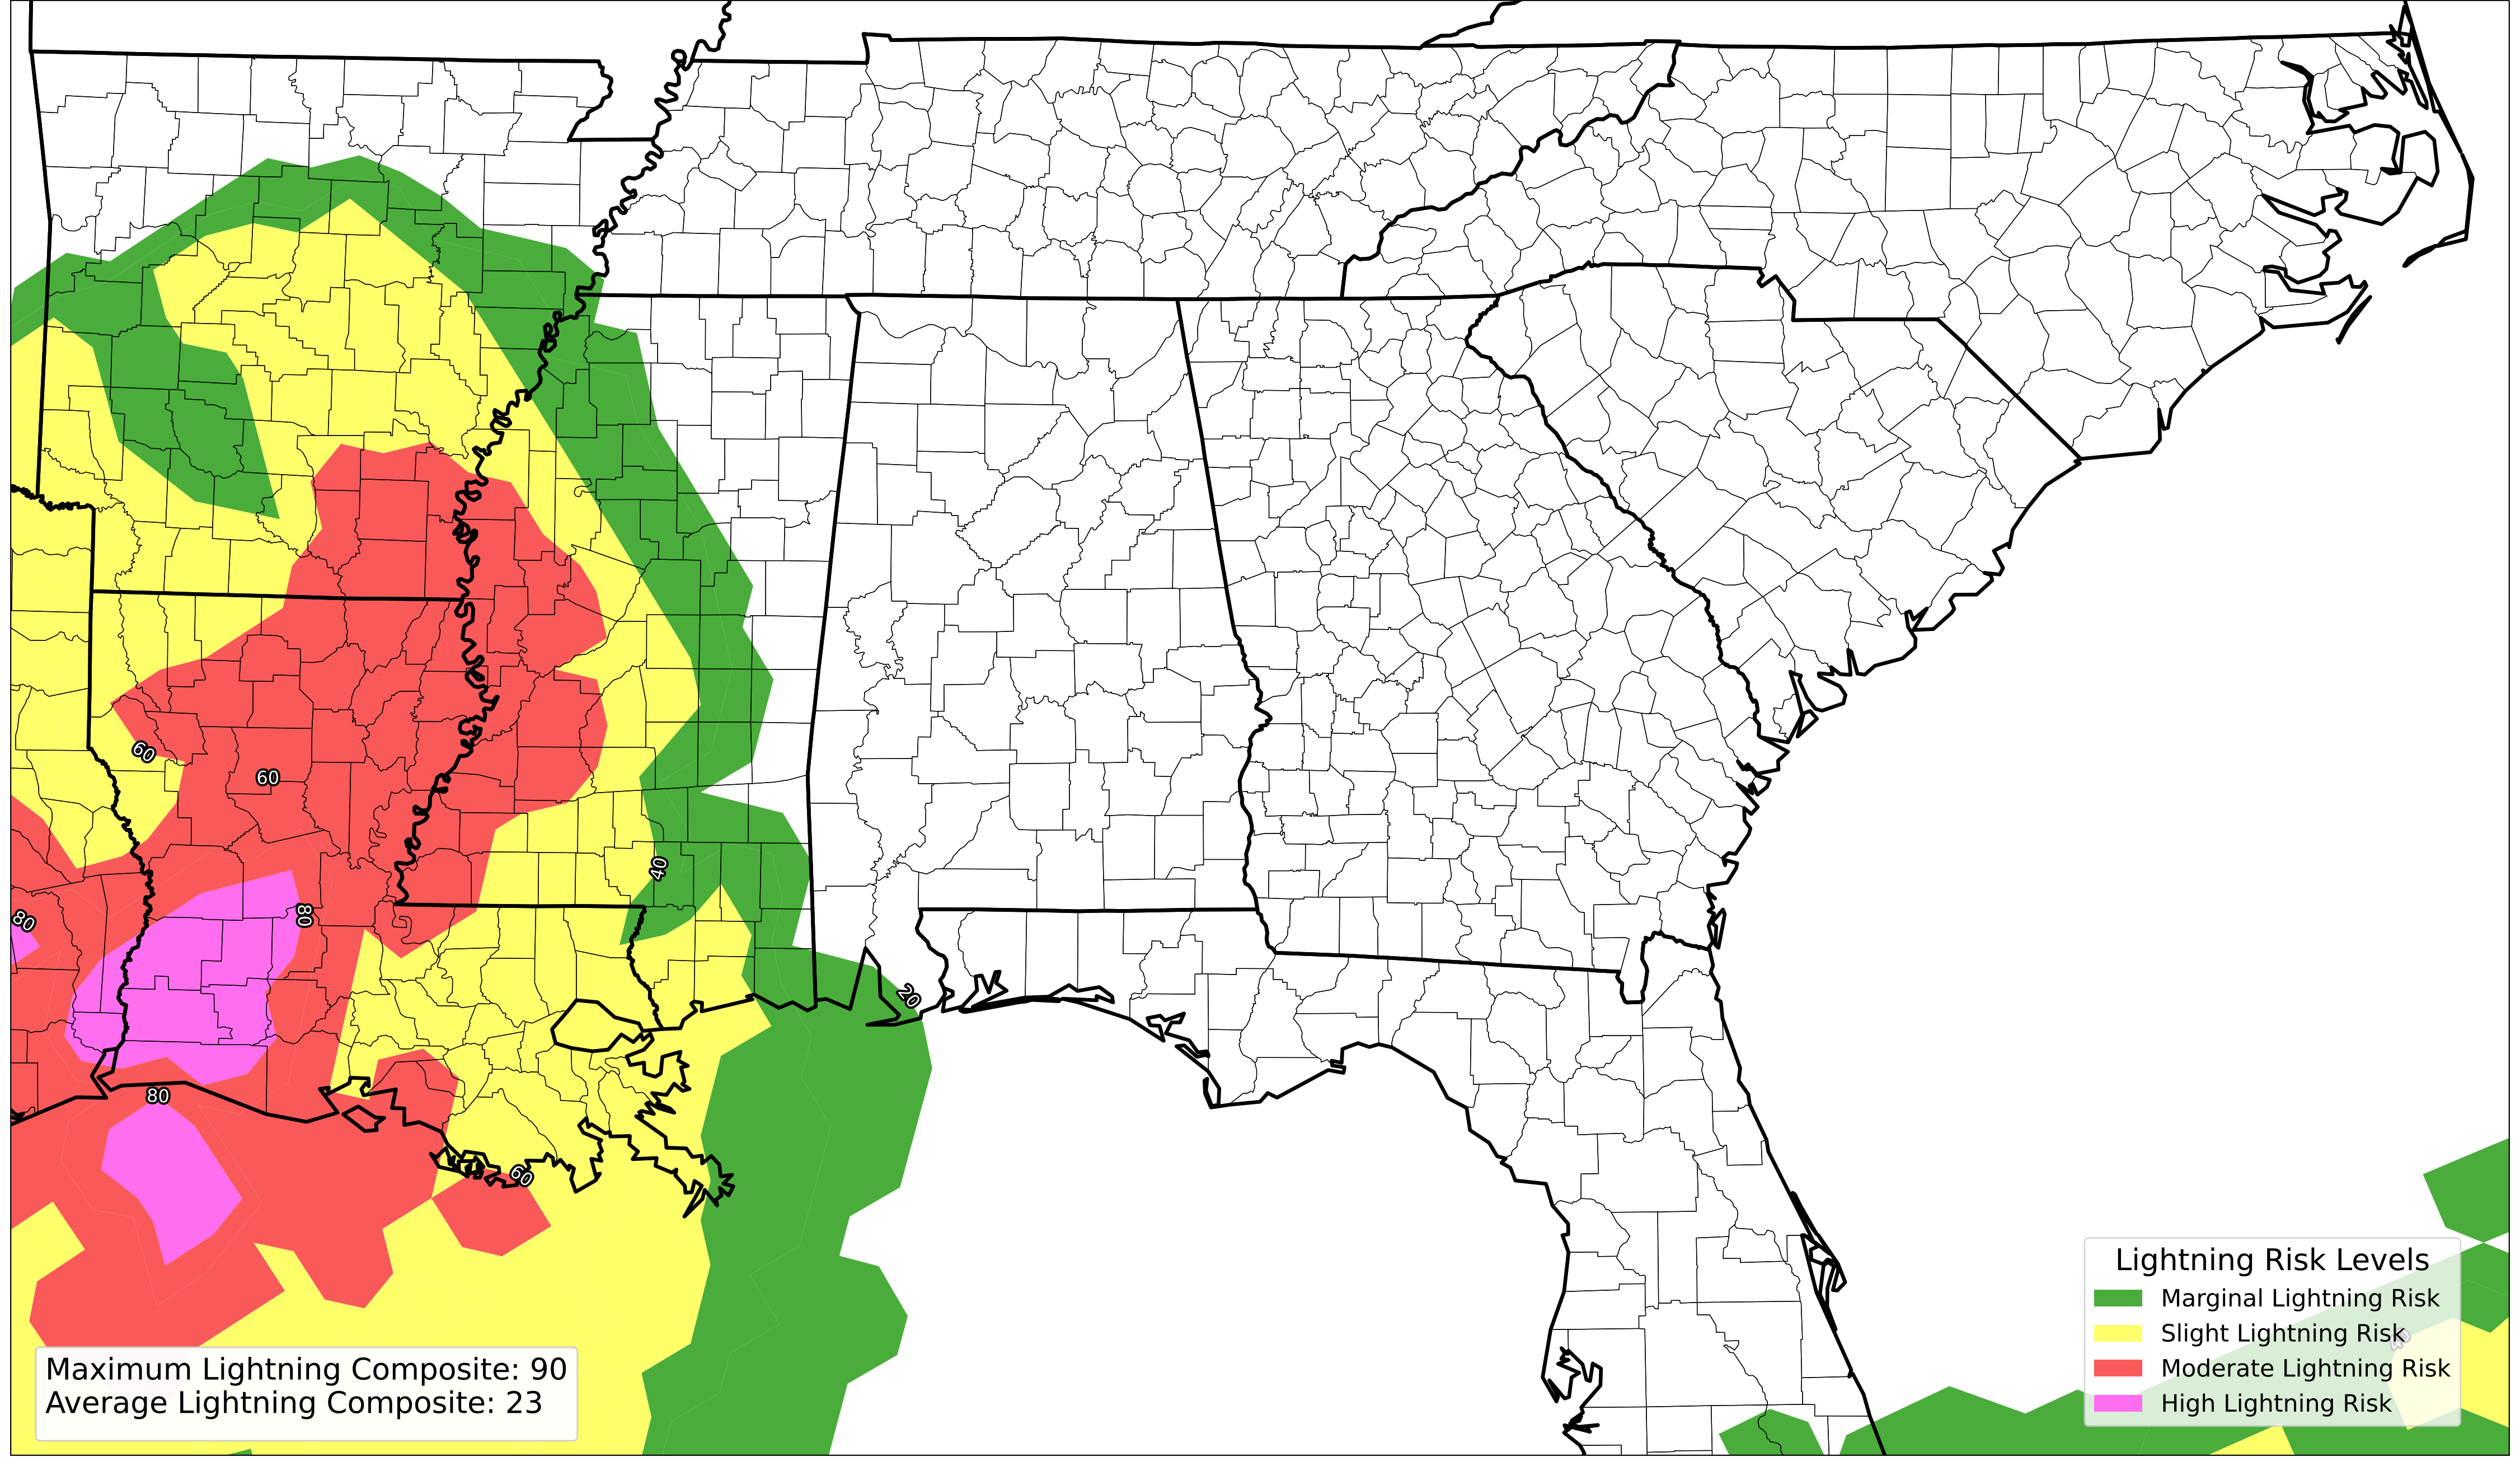 60
60
40
80
80
20
80
60
Lightning Risk Levels
Marginal Lightning Risk
Slight Lightning Risk
Moderate Lightning Risk
High Lightning Risk
Maximum Lightning Composite: 90
Average Lightning Composite: 23